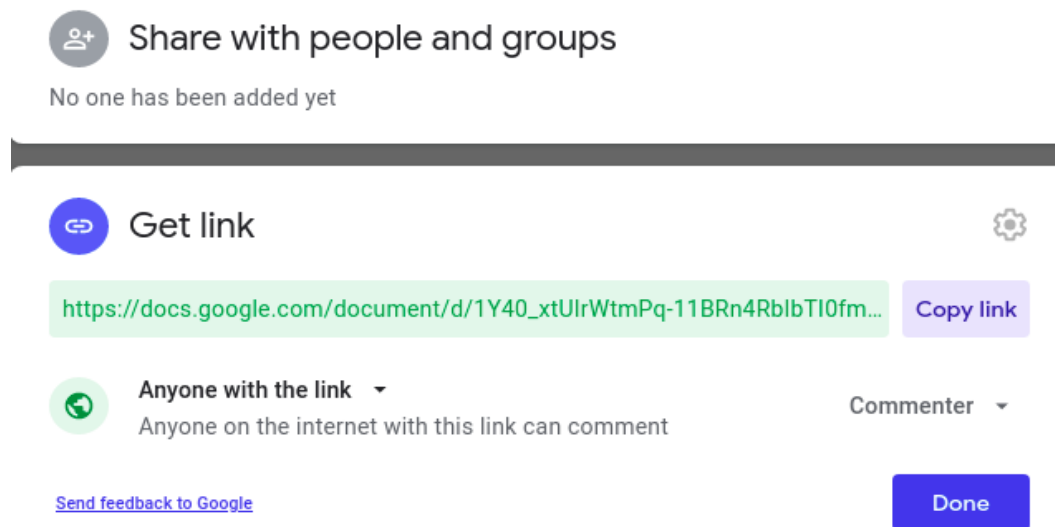 Share with people and groups
No one has been added yet
Get link
https://docs.google.com/document/d/1Y40_xtUIrWtmPq-11BRn4RbIbTI0fm...
Copy link
Anyone with the link
Anyone on the internet with this link can comment
Commenter
Send feedback to Google
Done